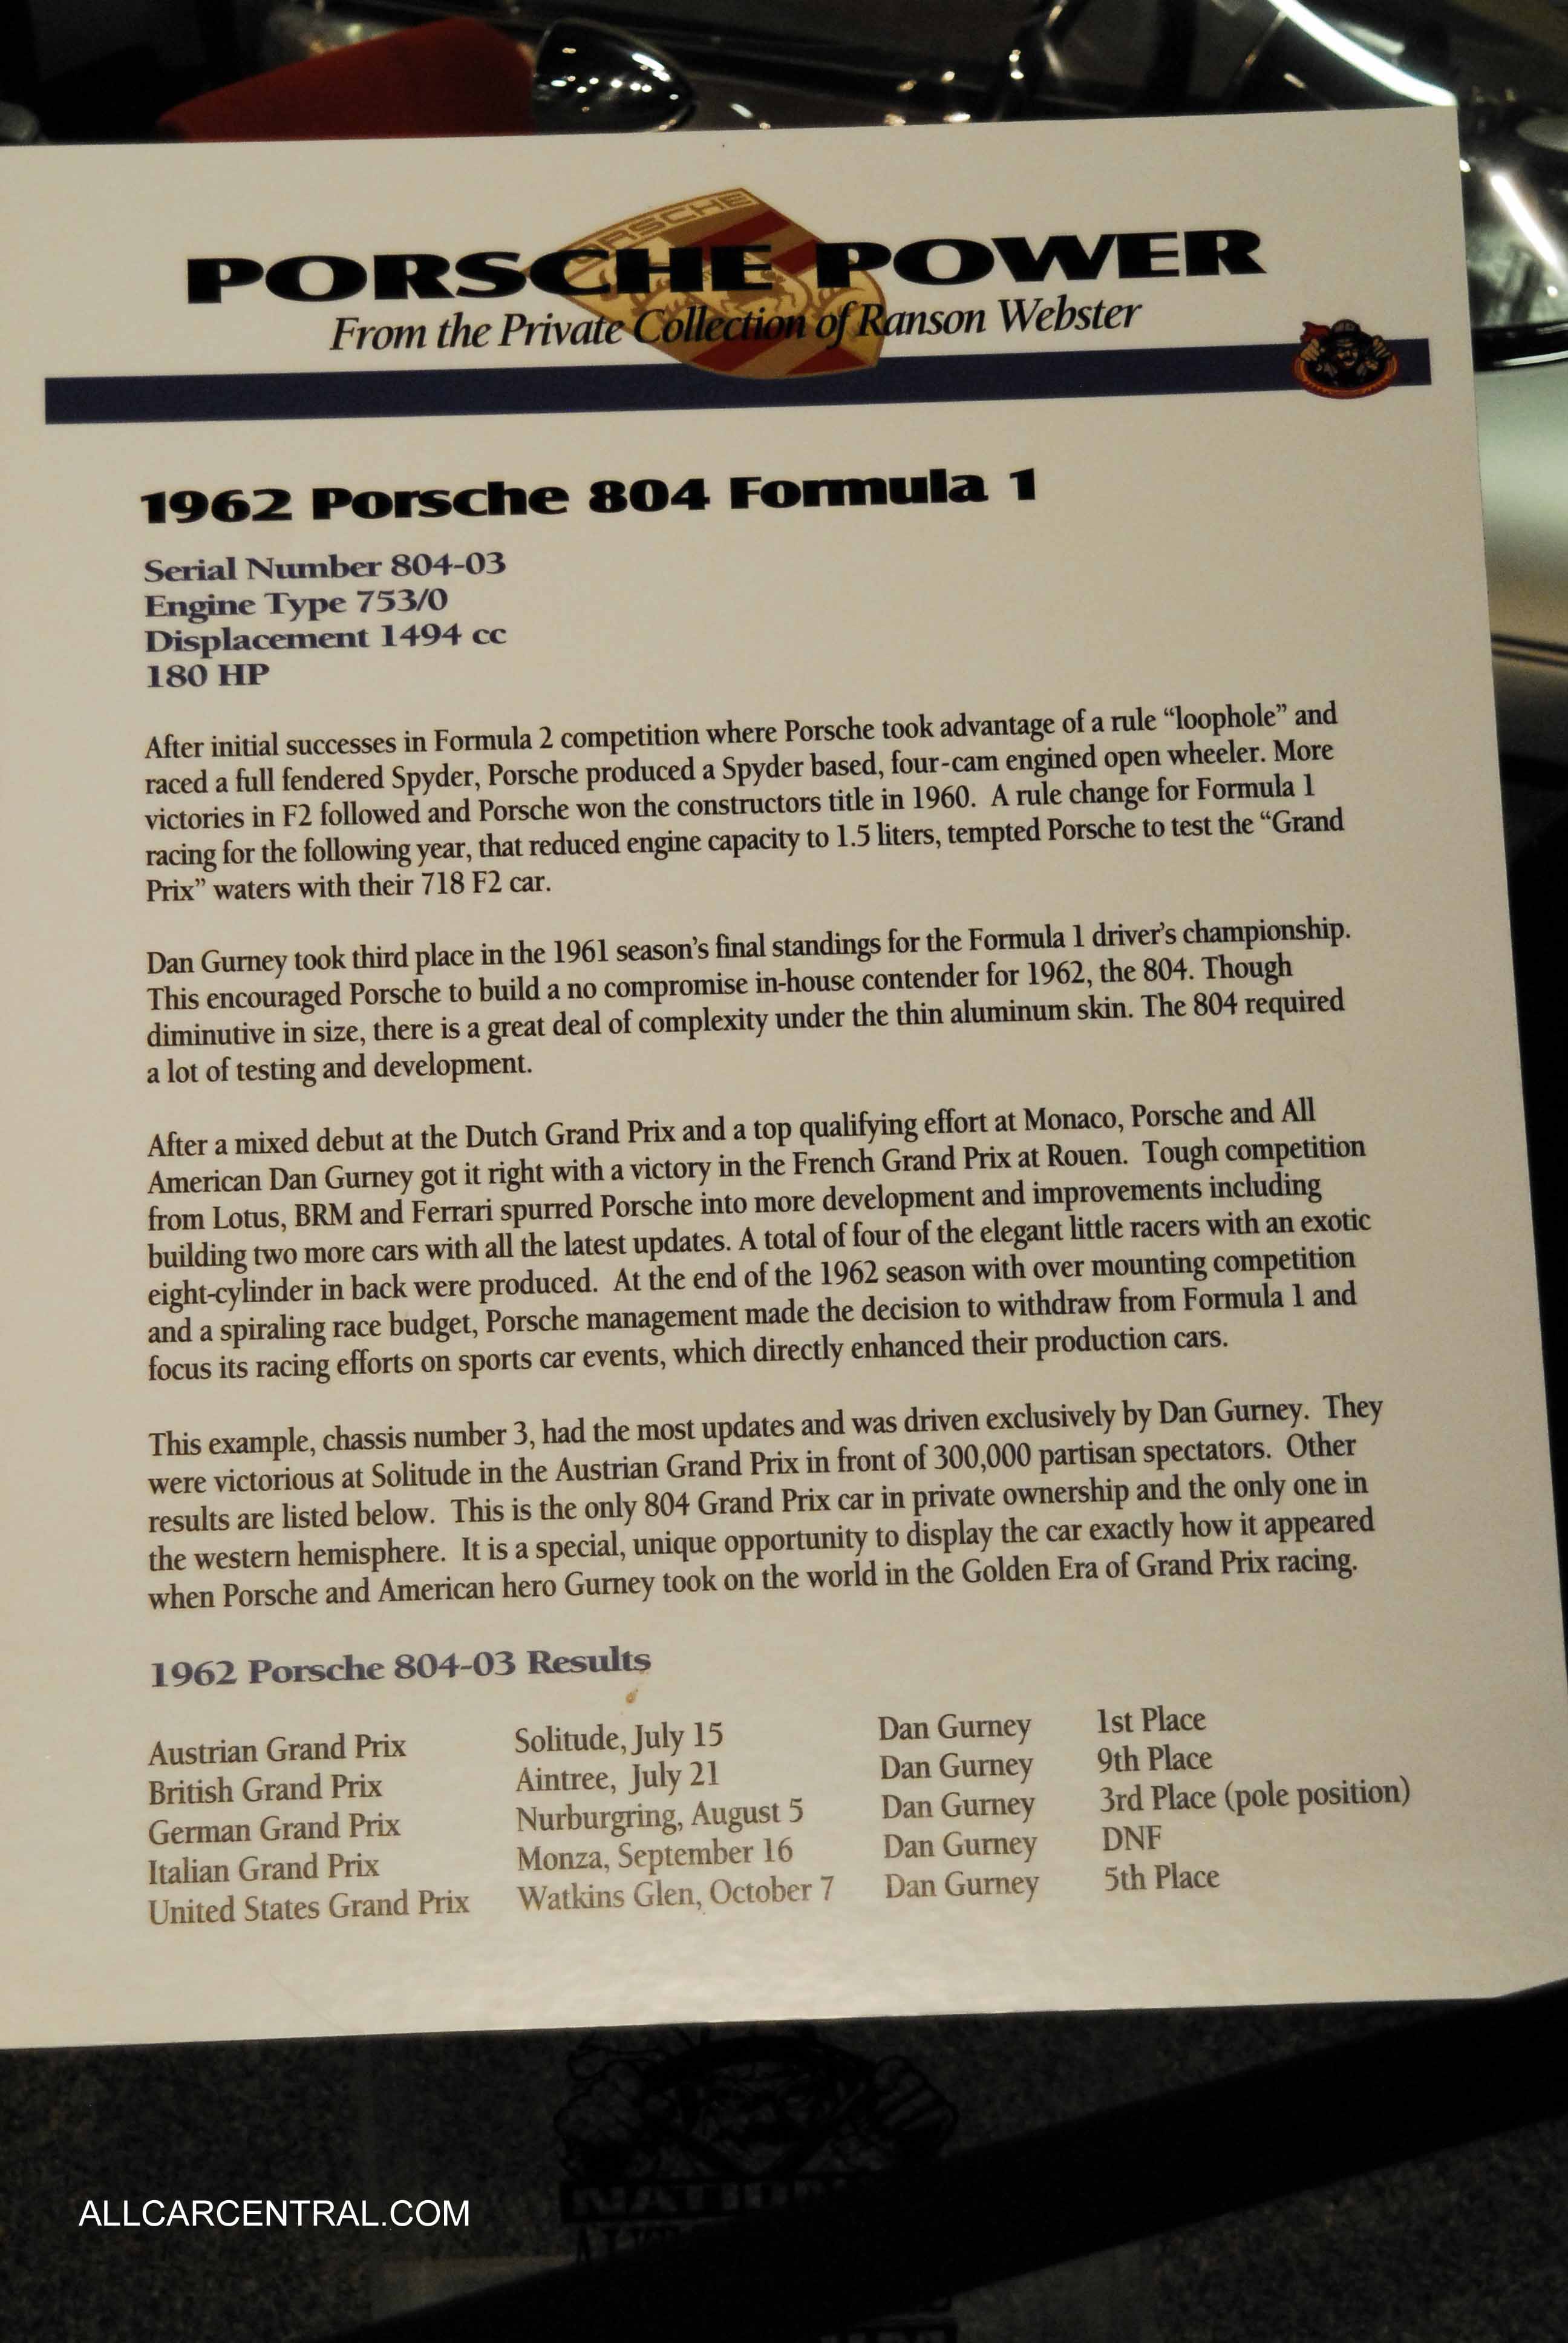 PORSCHE
PORSCHE POWER
From the Private Collection of Ranson Webster
1962 Porsche 804 Formula 1
Serial Number 804-03
Engine Type 753/0
Displacement 1494 cc
180 HP
After initial successes in Formula 2 competition where Porsche took advantage of a rule “loophole” and
raced a full fendered Spyder, Porsche produced a Spyder based, four-cam engined open wheeler. More
victories in F2 followed and Porsche won the constructors title in 1960. A rule change for Formula 1
racing for the following year, that reduced engine capacity to 1.5 liters, tempted Porsche to test the “Grand
Prix” waters with their 718 F2 car.
Dan Gurney took third place in the 1961 season’s final standings for the Formula 1 driver’s championship.
This encouraged Porsche to build a no compromise in-house contender for 1962, the 804. Though
diminutive in size, there is a great deal of complexity under the thin aluminum skin. The 804 required
a lot of testing and development.
After a mixed debut at the Dutch Grand Prix and a top qualifying effort at Monaco, Porsche and All
American Dan Gurney got it right with a victory in the French Grand Prix at Rouen. Tough competition
from Lotus, BRM and Ferrari spurred Porsche into more development and improvements including
building two more cars with all the latest updates. A total of four of the elegant little racers with an exotic
eight-cylinder in back were produced. At the end of the 1962 season with over mounting competition
and a spiraling race budget, Porsche management made the decision to withdraw from Formula 1 and
focus its racing efforts on sports car events, which directly enhanced their production cars.
This example, chassis number 3, had the most updates and was driven exclusively by Dan Gurney. They
were victorious at Solitude in the Austrian Grand Prix in front of 300,000 partisan spectators. Other
results are listed below. This is the only 804 Grand Prix car in private ownership and the only one in
the western hemisphere. It is a special, unique opportunity to display the car exactly how it appeared
when Porsche and American hero Gurney took on the world in the Golden Era of Grand Prix racing.
1962 Porsche 804-03 Results
Austrian Grand Prix Solitude, July 15 Dan Gurney 1st Place
British Grand Prix Aintree, July 21 Dan Gurney 9th Place
German Grand Prix Nurburgring, August 5 Dan Gurney 3rd Place (pole position)
Italian Grand Prix Monza, September 16 Dan Gurney DNF
United States Grand Prix Watkins Glen, October 7 Dan Gurney 5th Place
ALLCARCENTRAL.COM